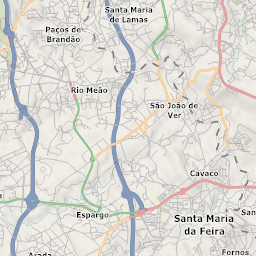 Santa Maria
de Lamas
Paços de
Brandão
Rio Meão
São João de
Ver
Cavaco
Espargo
Santa Maria
da Feira
Fornos